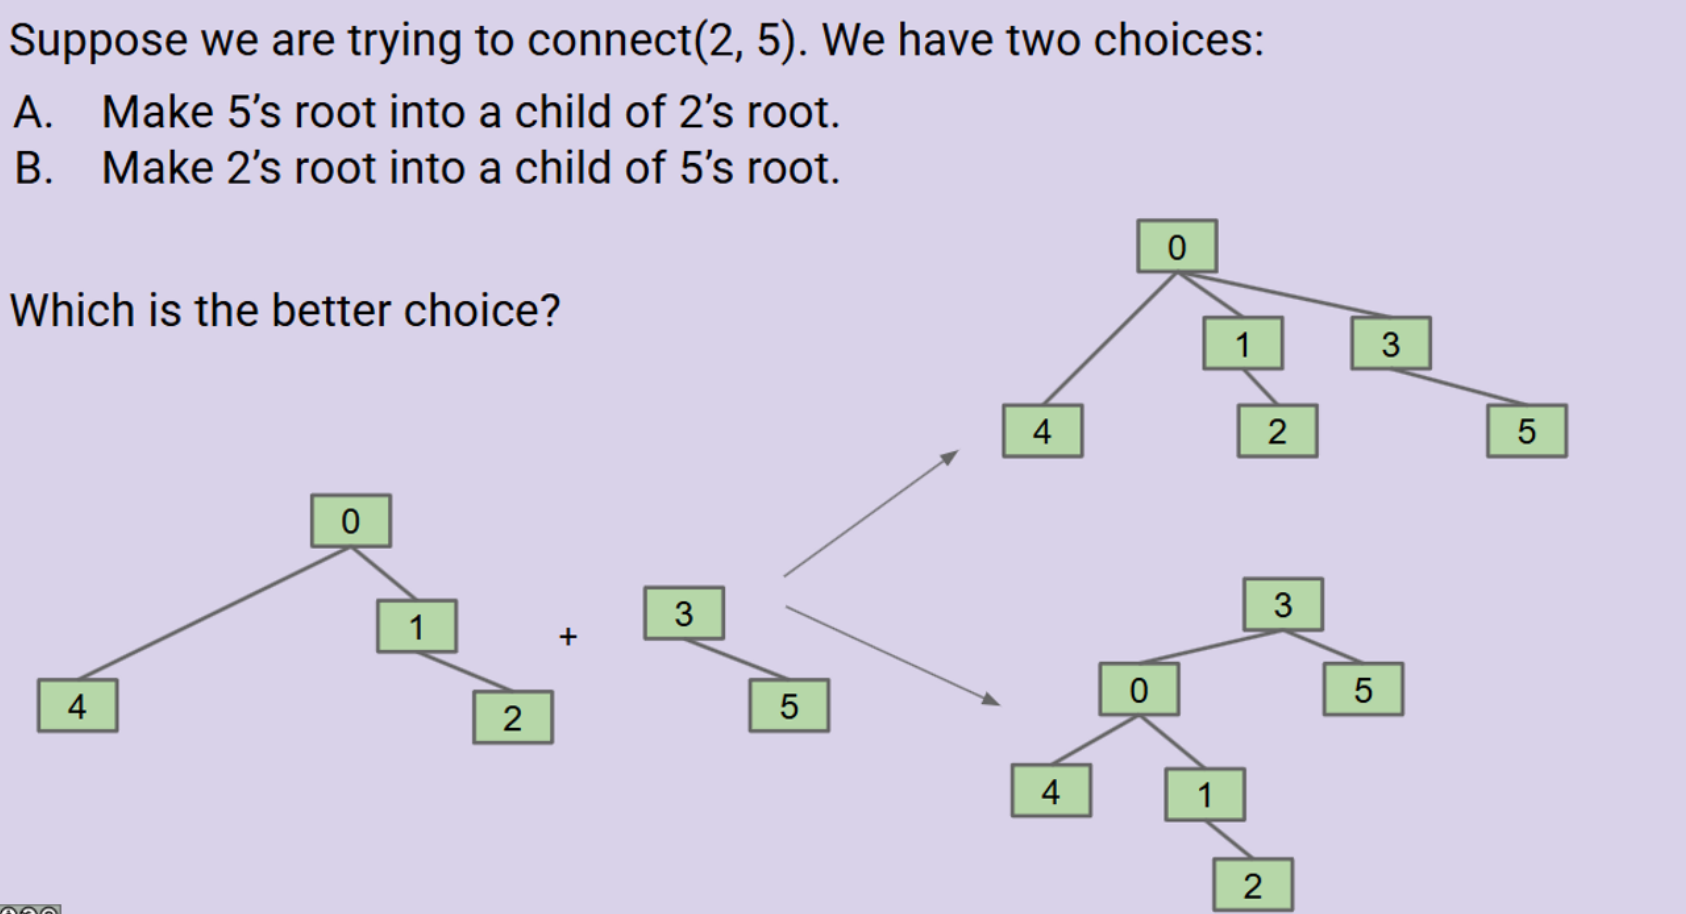 Suppose we are trying to connect(2, 5). We have two choices:
A. Make 5’s root into a child of 2’s root.
B. Make 2’s root into a child of 5’s root.
Which is the better choice?
0
1 3
4 2 5
0
1
4 2
+
3
5
3
0 5
4 1
2